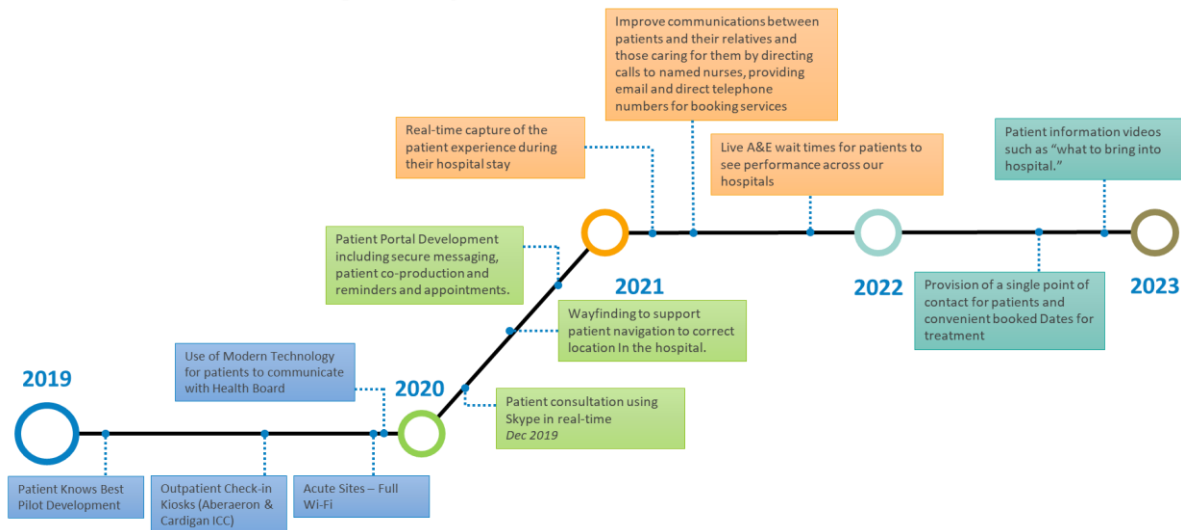 Improve communications between
patients and their relatives and
those caring for them by directing
calls to named nurses, providing
email and direct telephone
numbers for booking services
Real-time capture of the
patient experience during
their hospital stay
Live A&E wait times for patients to
see performance across our
hospitals
Patient information videos
such as “what to bring into
hospital.”
Patient Portal Development
including secure messaging,
patient co-production and
reminders and appointments.
2021
2022
2023
Wayfinding to support
patient navigation to correct
location In the hospital.
Provision of a single point of
contact for patients and
convenient booked Dates for
treatment
Use of Modern Technology
for patients to communicate
with Health Board
2019
2020
Patient consultation using
Skype in real-time
Dec 2019
Patient Knows Best
Pilot Development
Outpatient Check-in
Kiosks (Aberaeron &
Cardigan ICC)
Acute Sites – Full
Wi-Fi